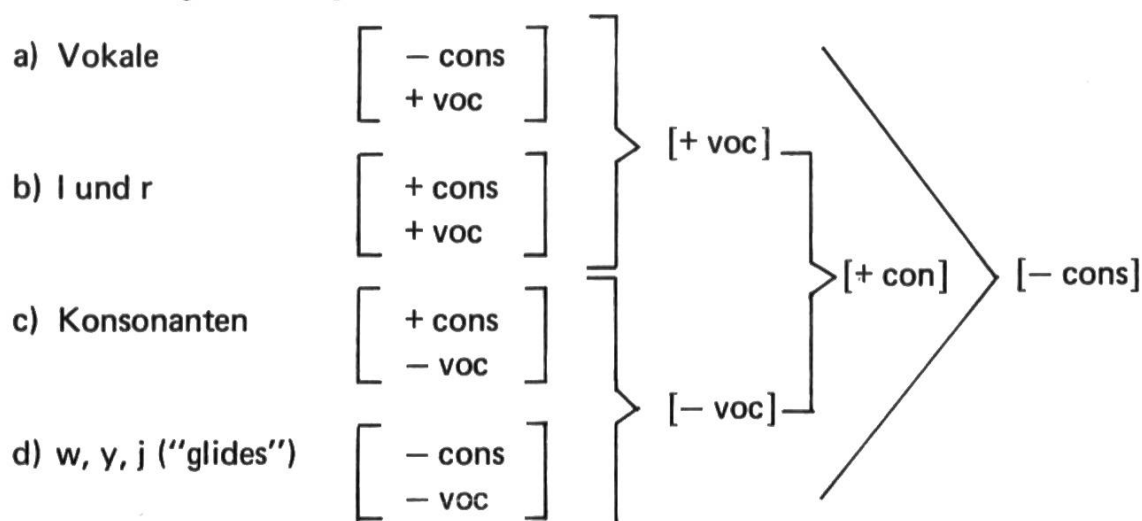 a) Vokale [ – cons + voc ]
b) l und r [ + cons + voc ]
[+ voc]
c) Konsonanten [ + cons – voc ]
d) w, y, j ("glides") [ – cons – voc ]
[– voc]
[+ con]
[– cons]